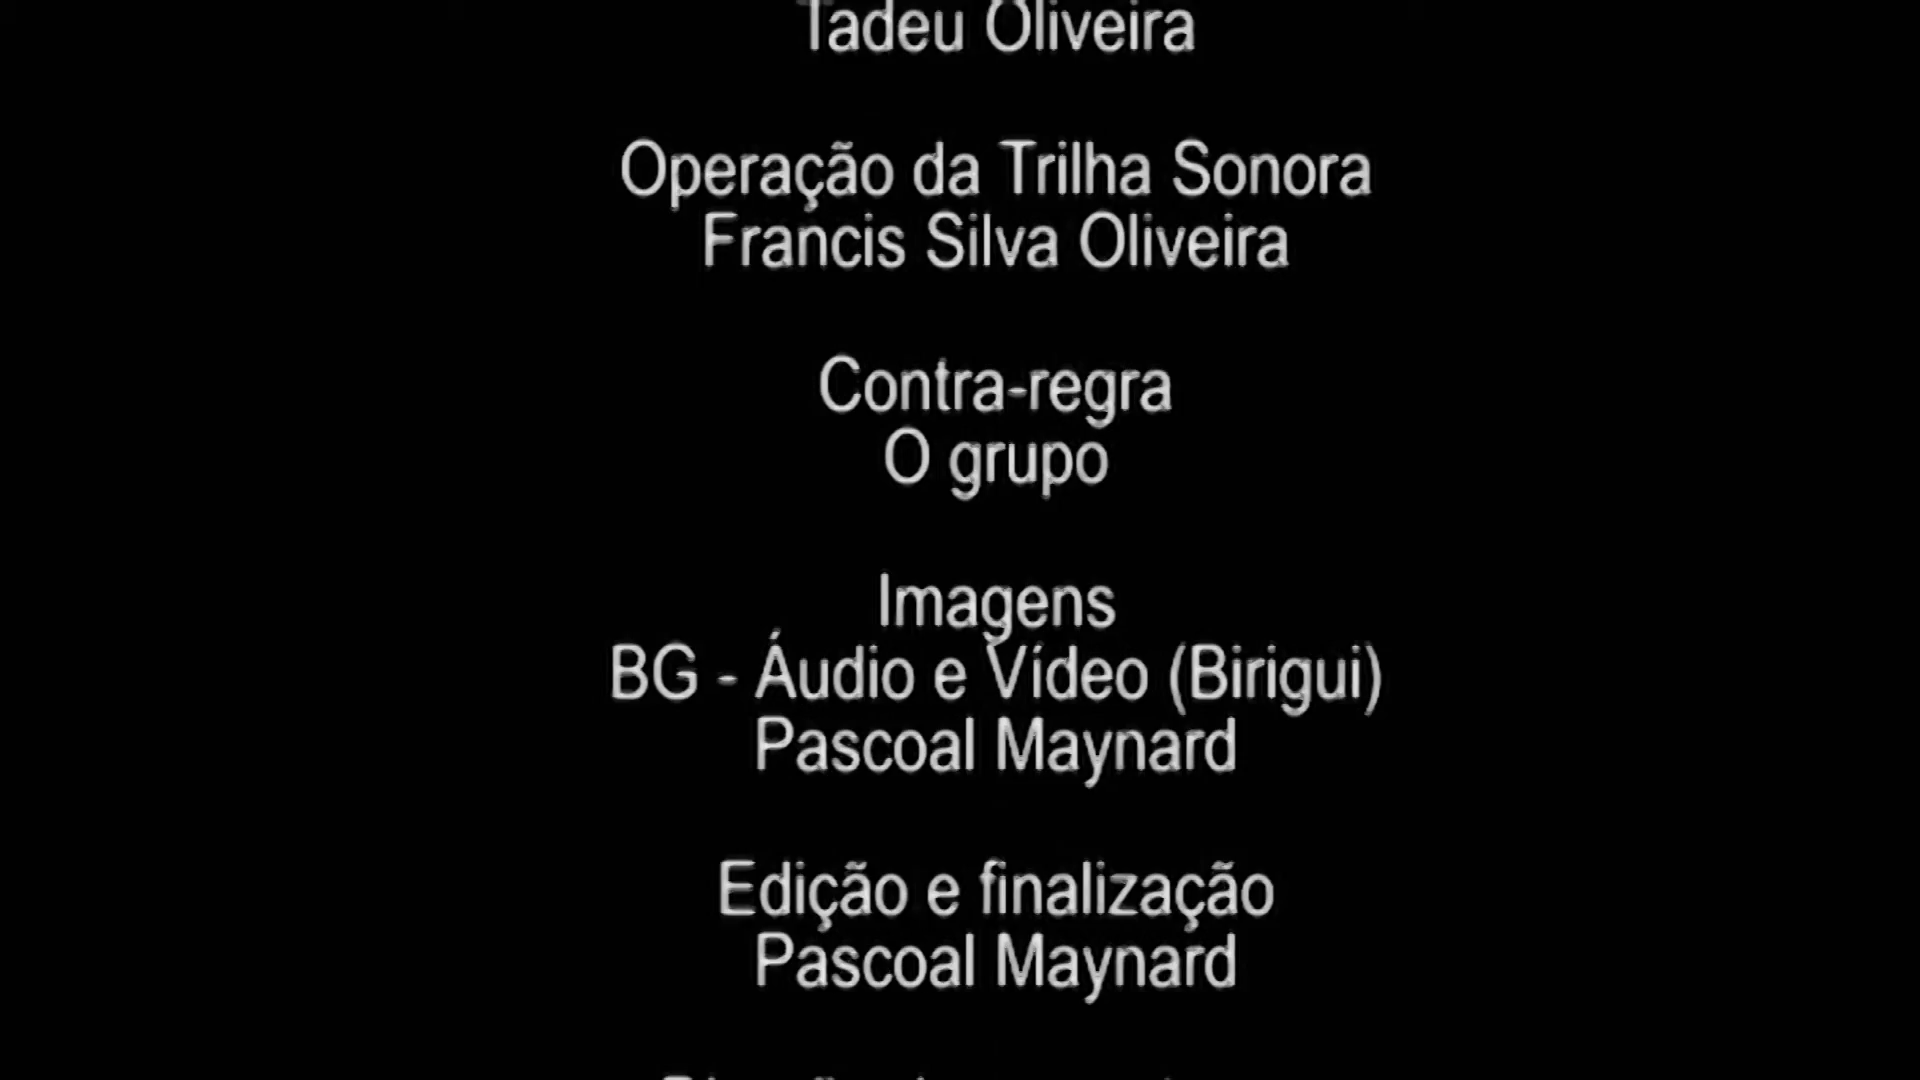 Tadeu Oliveira
Operação da Trilha Sonora
Francis Silva Oliveira
Contra-regra
O grupo
Imagens
BG - Áudio e Vídeo (Birigui)
Pascoal Maynard
Edição e finalização
Pascoal Maynard